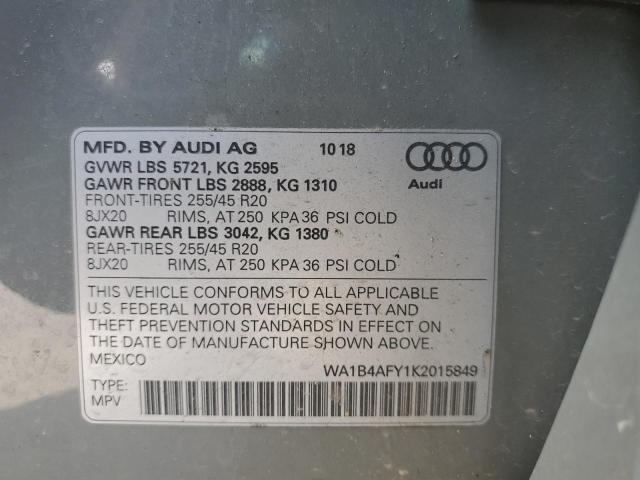 MFD. BY AUDI AG 10 18
GVWR LBS 5721, KG 2595
GAWR FRONT LBS 2888, KG 1310
Audi
FRONT-TIRES 255/45 R20
8JX20 RIMS, AT 250 KPA 36 PSI COLD
GAWR REAR LBS 3042, KG 1380
REAR-TIRES 255/45 R20
8JX20 RIMS, AT 250 KPA 36 PSI COLD
THIS VEHICLE CONFORMS TO ALL APPLICABLE
U.S. FEDERAL MOTOR VEHICLE SAFETY AND
THEFT PREVENTION STANDARDS IN EFFECT ON
THE DATE OF MANUFACTURE SHOWN ABOVE.
MEXICO WA1B4AFY1K2015849
TYPE:
MPV